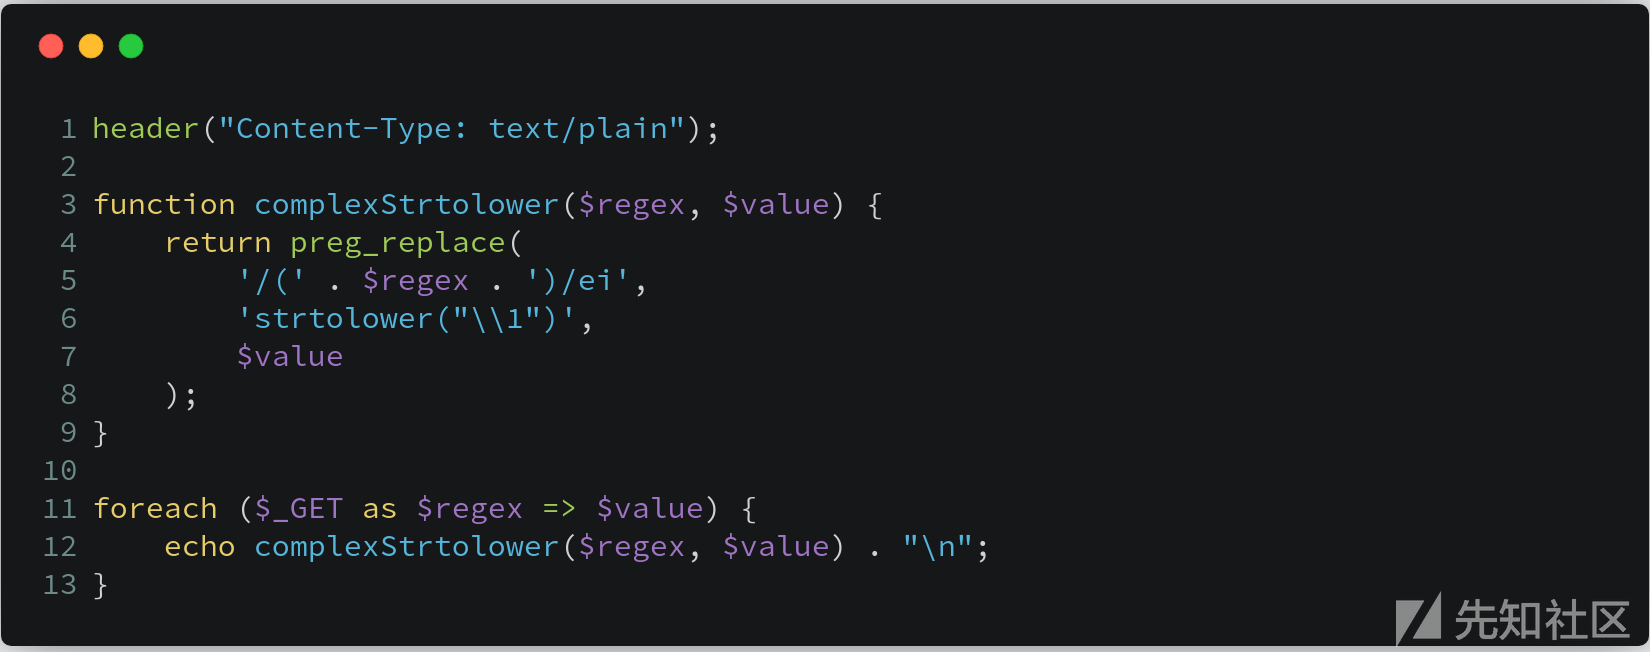 1 header("Content-Type: text/plain");
2
3 function complexStrtolower($regex, $value) {
4     return preg_replace(
5         '/(' . $regex . ')/ei',
6         'strtolower("\\1")',
7         $value
8     );
9 }
10
11 foreach ($_GET as $regex => $value) {
12     echo complexStrtolower($regex, $value) . "\n";
13 }
先知社区